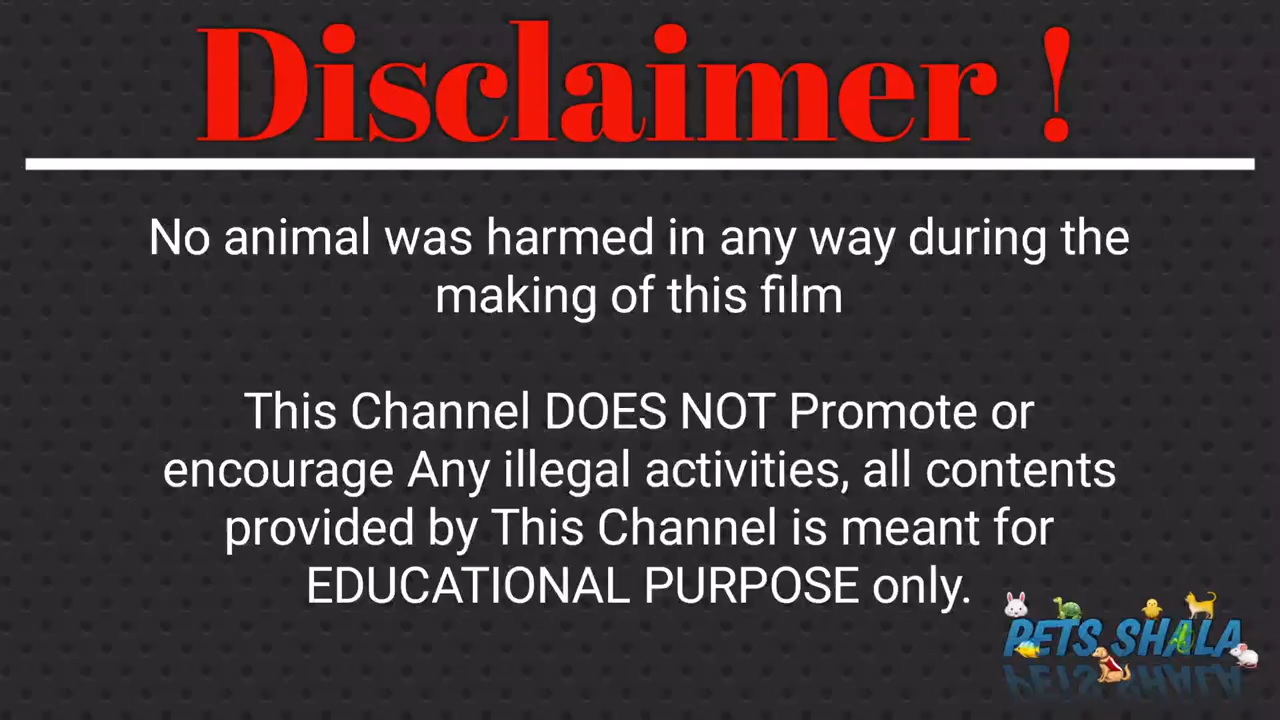 Disclaimer !
No animal was harmed in any way during the
making of this film
This Channel DOES NOT Promote or
encourage Any illegal activities, all contents
provided by This Channel is meant for
EDUCATIONAL PURPOSE only.
PETS SHALA